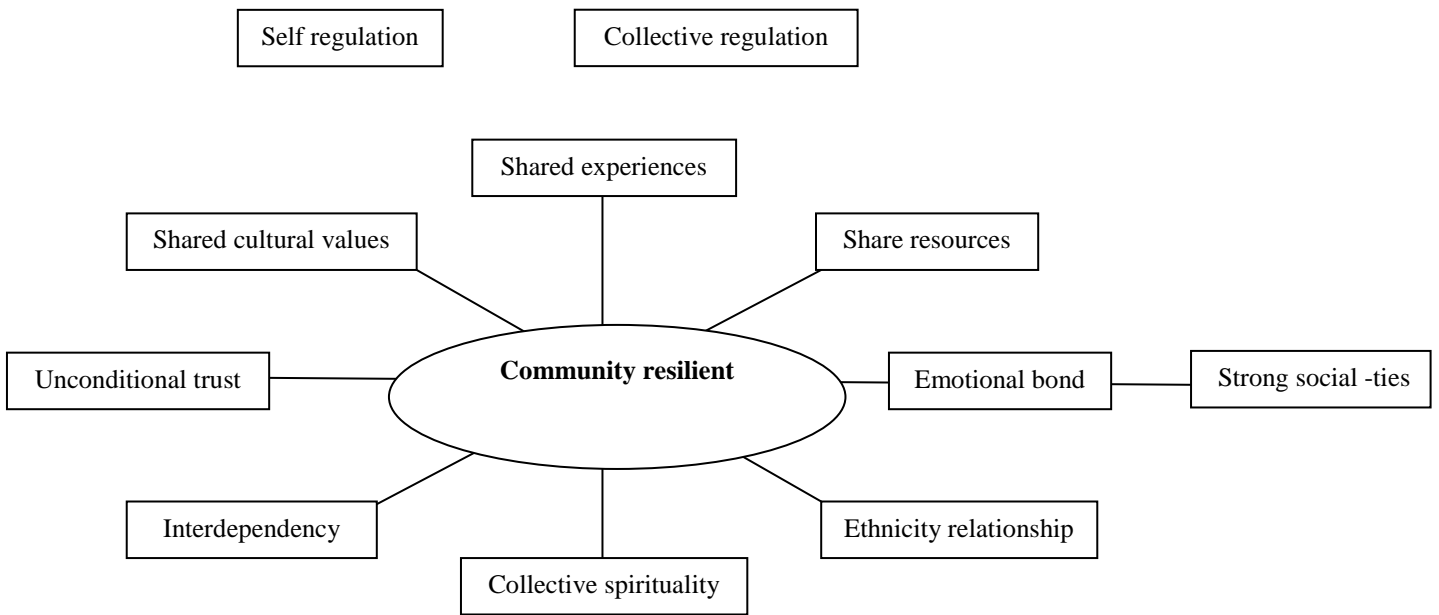 Self regulation
Collective regulation
Shared experiences
Shared cultural values
Share resources
Community resilient
Unconditional trust
Emotional bond
Strong social -ties
Interdependency
Ethnicity relationship
Collective spirituality